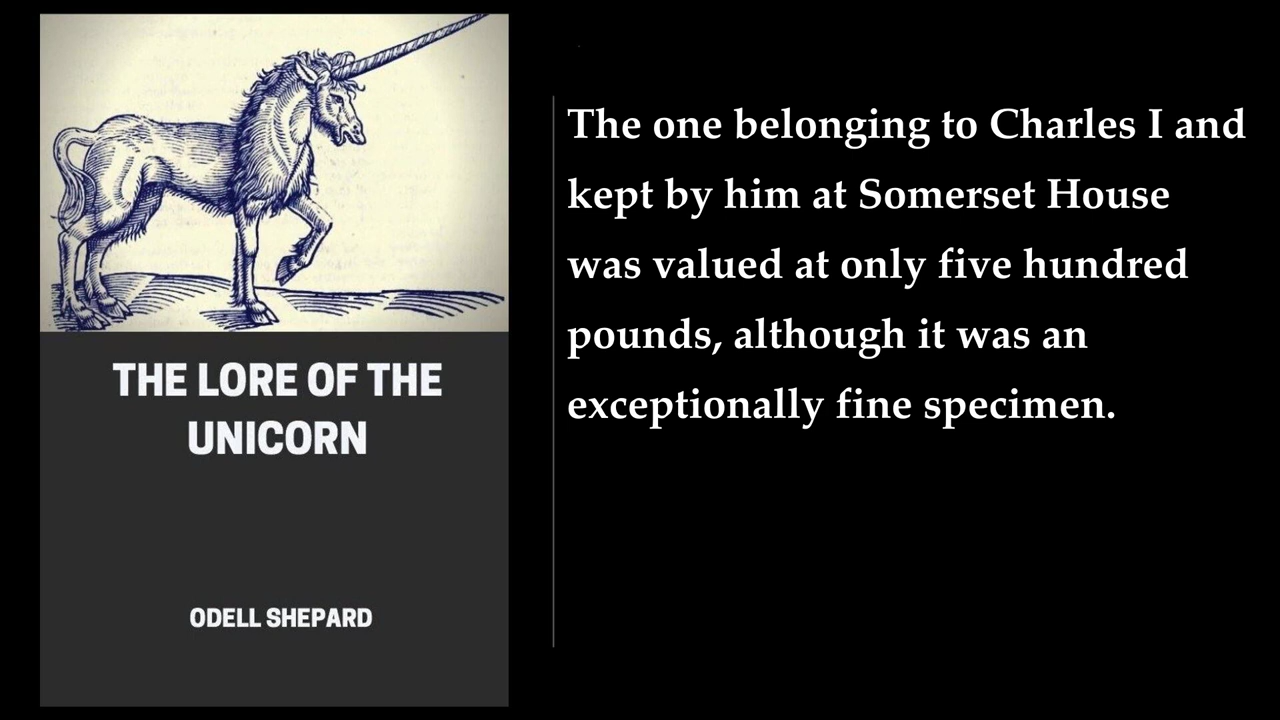 THE LORE OF THE
UNICORN
ODELL SHEPARD
The one belonging to Charles I and
kept by him at Somerset House
was valued at only five hundred
pounds, although it was an
exceptionally fine specimen.